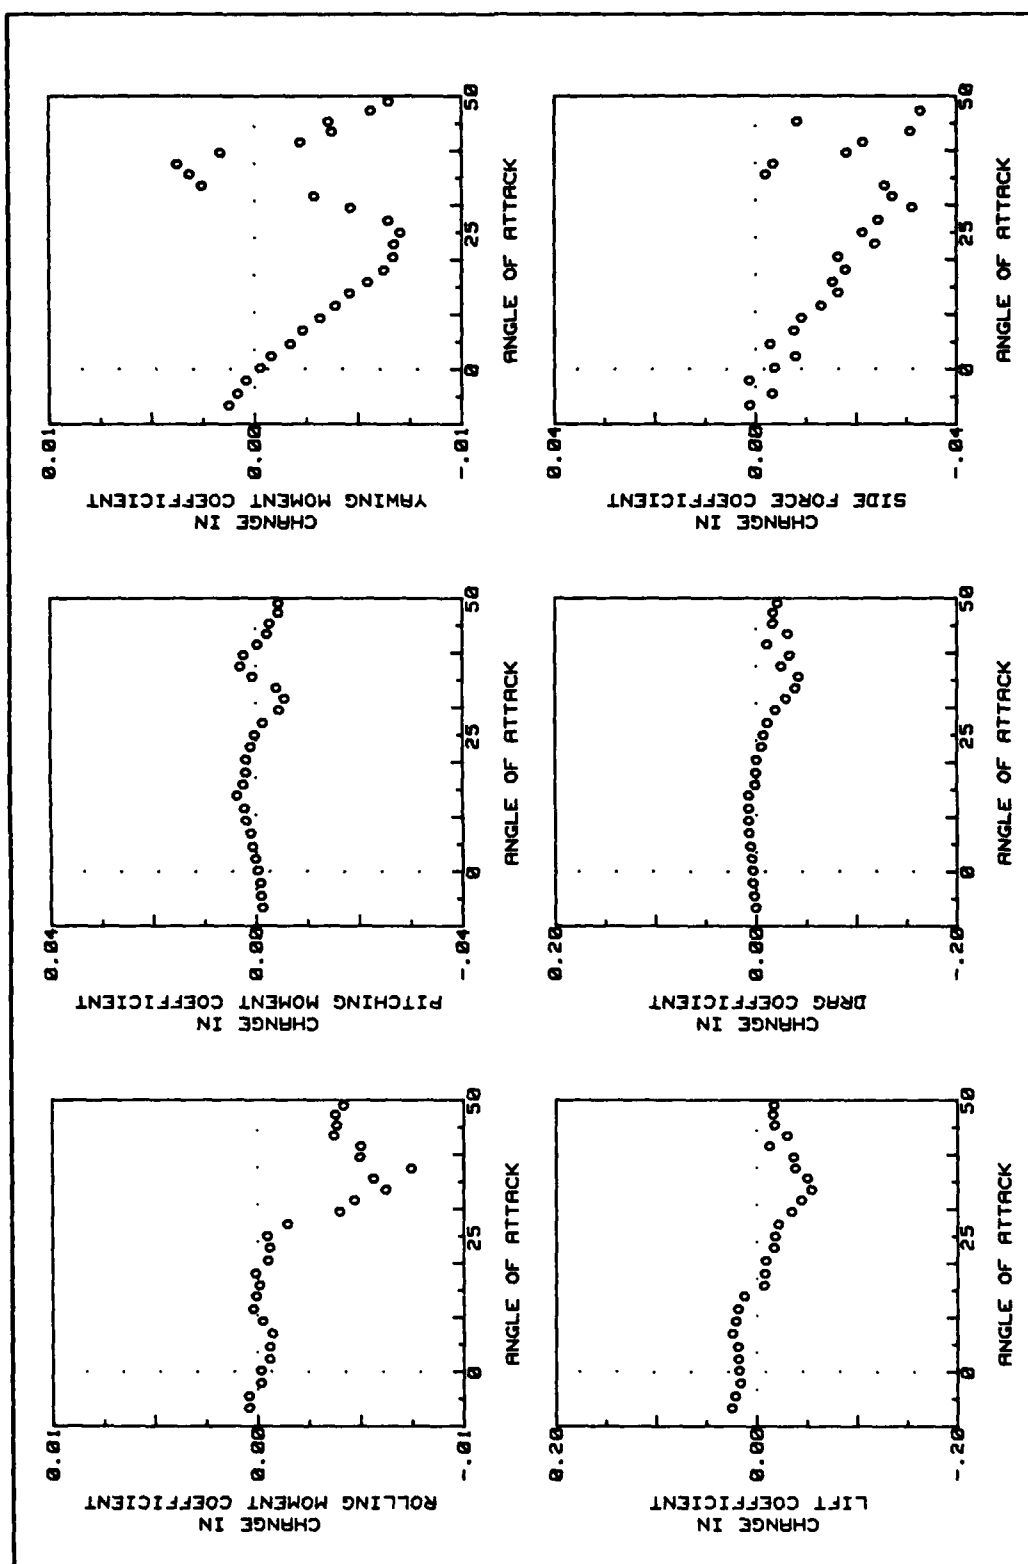 CHANGE IN
ROLLING MOMENT COEFFICIENT
0.01
0.00
-.01
0
25
50
ANGLE OF ATTACK
CHANGE IN
PITCHING MOMENT COEFFICIENT
0.04
0.00
-.04
0
25
50
ANGLE OF ATTACK
CHANGE IN
YAWING MOMENT COEFFICIENT
0.01
0.00
-.01
0
25
50
ANGLE OF ATTACK
CHANGE IN
LIFT COEFFICIENT
0.20
0.00
-.20
0
25
50
ANGLE OF ATTACK
CHANGE IN
DRAG COEFFICIENT
0.20
0.00
-.20
0
25
50
ANGLE OF ATTACK
CHANGE IN
SIDE FORCE COEFFICIENT
0.04
0.00
-.04
0
25
50
ANGLE OF ATTACK